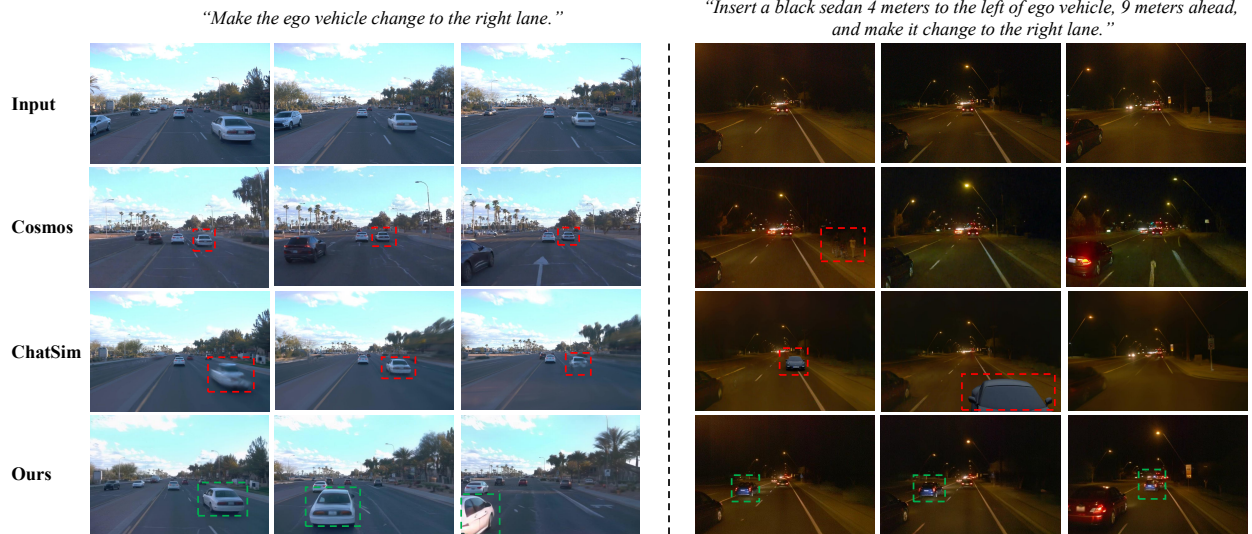 “Make the ego vehicle change to the right lane.”
“Insert a black sedan 4 meters to the left of ego vehicle, 9 meters ahead,
and make it change to the right lane.”
Input
Cosmos
ChatSim
Ours